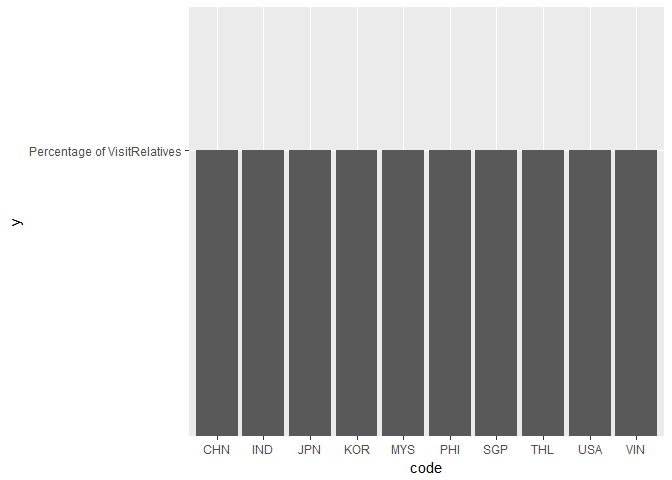 Percentage of VisitRelatives
y
CHN IND JPN KOR MYS PHI SGP THL USA VIN
code